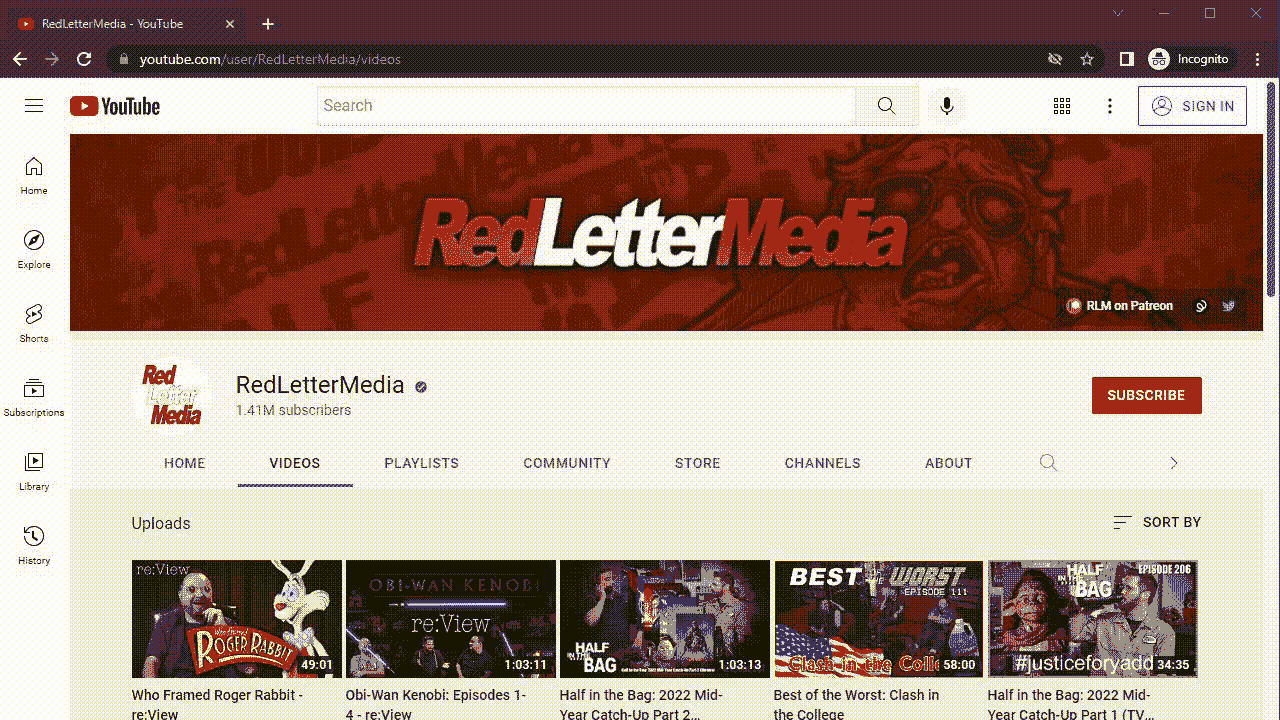 RedLetterMedia - YouTube
youtube.com/user/RedLetterMedia/videos
Incognito
YouTube
Search
SIGN IN
Home
Explore
Shorts
Subscriptions
Library
History
RedLetterMedia
RLM on Patreon
Red
Letter
Media
RedLetterMedia
1.41M subscribers
SUBSCRIBE
HOME
VIDEOS
PLAYLISTS
COMMUNITY
STORE
CHANNELS
ABOUT
Uploads
SORT BY
re:View
Who Framed
ROGER RABBIT
49:01
Who Framed Roger Rabbit -
re:View
OBI-WAN KENOBI
re:View
1:03:11
Obi-Wan Kenobi: Episodes 1-
4 - re:View
HALF
IN THE
BAG
1:03:13
Half in the Bag: 2022 Mid-
Year Catch-Up Part 2...
BEST OF THE WORST
EPISODE 111
Clash in the Colle
58:00
Best of the Worst: Clash in
the College
HALF
IN THE
BAG
EPISODE 206
#justiceforyadd
34:35
Half in the Bag: 2022 Mid-
Year Catch-Up Part 1 (TV...